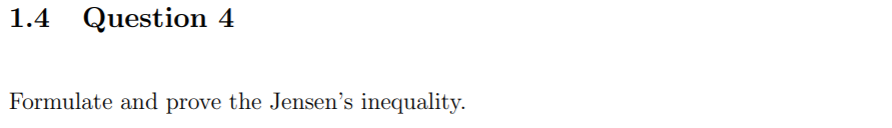 1.4 Question 4
Formulate and prove the Jensen's inequality.